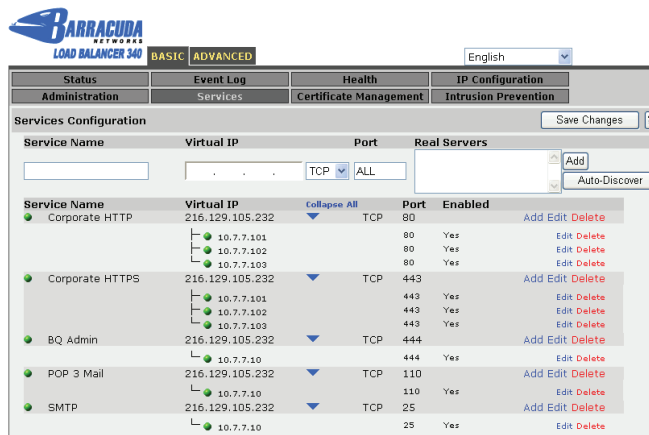 BARRACUDA
NETWORKS
LOAD BALANCER 340 BASIC ADVANCED English
Status Event Log Health IP Configuration
Administration Services Certificate Management Intrusion Prevention
Services Configuration Save Changes
Service Name Virtual IP Port Real Servers
. . . TCP ALL Add
Auto-Discover
Service Name Virtual IP Collapse All Port Enabled
Corporate HTTP 216.129.105.232 TCP 80 Add Edit Delete
10.7.7.101 80 Yes Edit Delete
10.7.7.102 80 Yes Edit Delete
10.7.7.103 80 Yes Edit Delete
Corporate HTTPS 216.129.105.232 TCP 443 Add Edit Delete
10.7.7.101 443 Yes Edit Delete
10.7.7.102 443 Yes Edit Delete
10.7.7.103 443 Yes Edit Delete
BQ Admin 216.129.105.232 TCP 444 Add Edit Delete
10.7.7.10 444 Yes Edit Delete
POP 3 Mail 216.129.105.232 TCP 110 Add Edit Delete
10.7.7.10 110 Yes Edit Delete
SMTP 216.129.105.232 TCP 25 Add Edit Delete
10.7.7.10 25 Yes Edit Delete